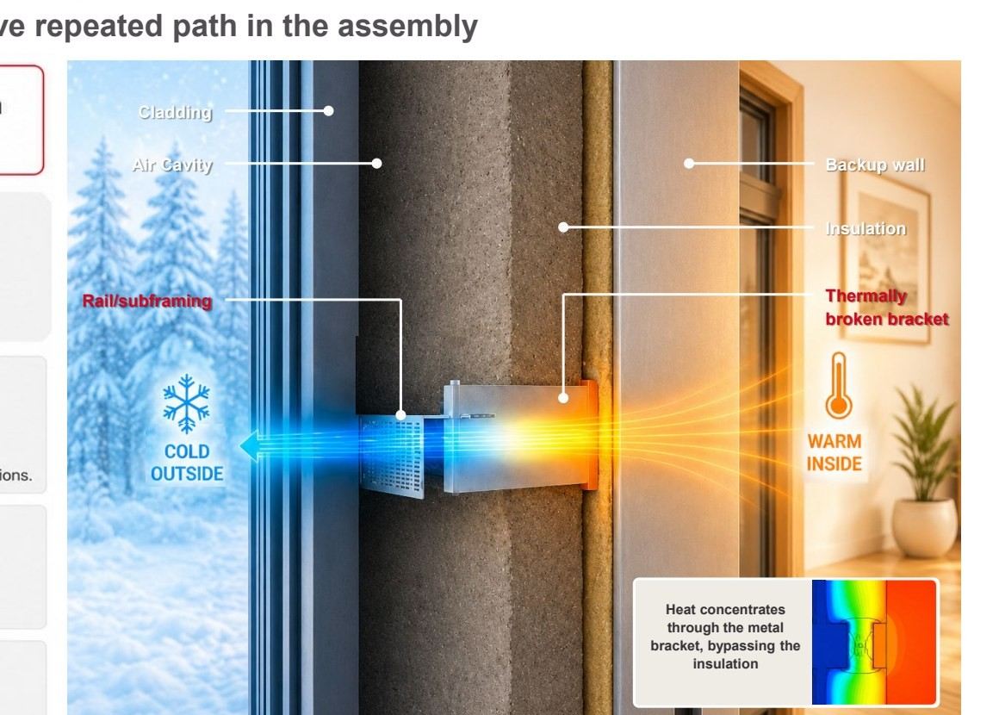 ve repeated path in the assembly
Cladding
Air Cavity
Backup wall
Insulation
Rail/subframing
Thermally
broken bracket
COLD
OUTSIDE
WARM
INSIDE
ions.
Heat concentrates
through the metal
bracket, bypassing the
insulation